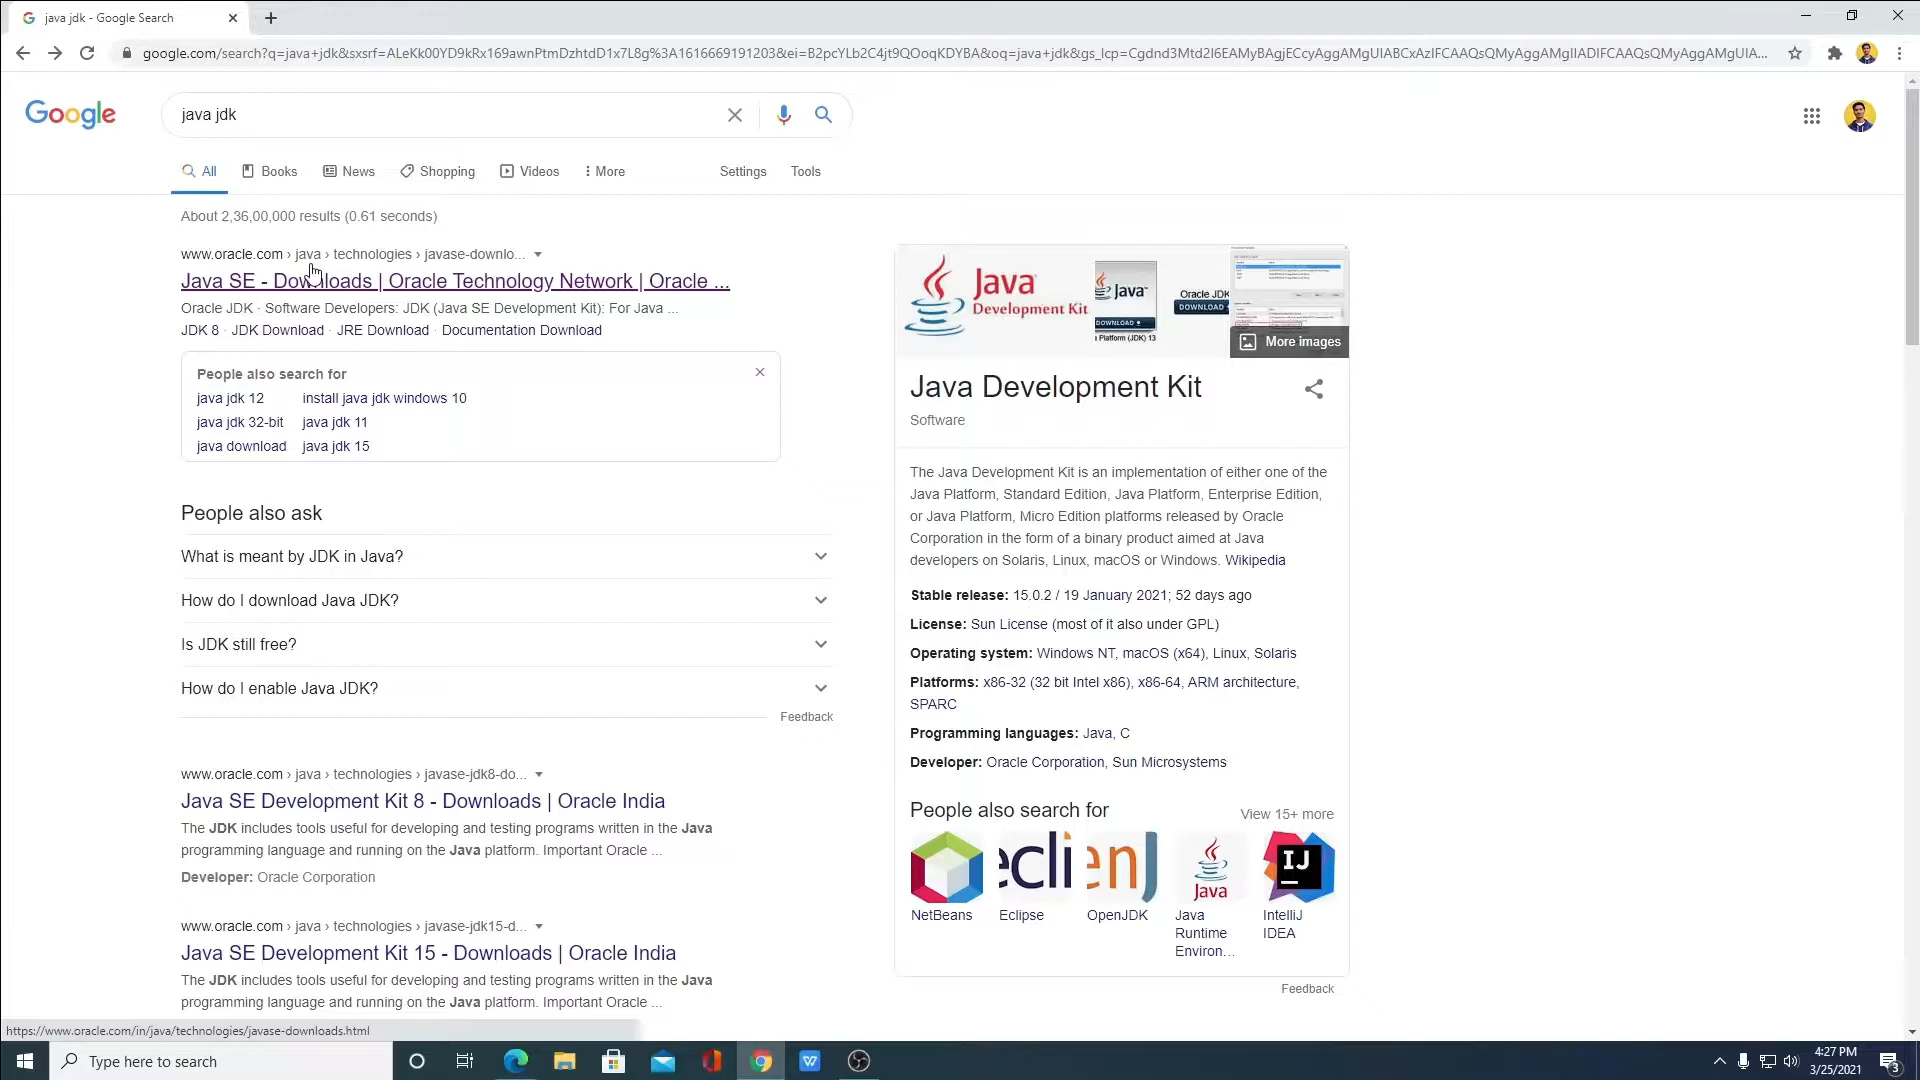 java jdk - Google Search
google.com/search?q=java+jdk&sxsrf=ALeKk00YD9kRx169awnPtmDzhtdD1x7L8g%3A1616669191203&ei=B2pcYLb2C4jt9QOoqKDYBA&oq=java+jdk&gs_lcp=Cgdnd3Mtd2l6EAMyBAgjECcyAggAMgUIABCxAzIFCAAQsQMyAggAMgIIADIFCAAQsQMyAggAMgUIA...
Google
java jdk
All Books News Shopping Videos More Settings Tools
About 2,36,00,000 results (0.61 seconds)
www.oracle.com › java › technologies › javase-downlo...
Java SE - Downloads | Oracle Technology Network | Oracle ...
Oracle JDK · Software Developers: JDK (Java SE Development Kit): For Java ...
JDK 8 · JDK Download · JRE Download · Documentation Download
People also search for
java jdk 12 install java jdk windows 10
java jdk 32-bit java jdk 11
java download java jdk 15
People also ask
What is meant by JDK in Java?
How do I download Java JDK?
Is JDK still free?
How do I enable Java JDK?
Feedback
www.oracle.com › java › technologies › javase-jdk8-do...
Java SE Development Kit 8 - Downloads | Oracle India
The JDK includes tools useful for developing and testing programs written in the Java
programming language and running on the Java platform. Important Oracle ...
Developer: Oracle Corporation
www.oracle.com › java › technologies › javase-jdk15-d...
Java SE Development Kit 15 - Downloads | Oracle India
The JDK includes tools useful for developing and testing programs written in the Java
programming language and running on the Java platform. Important Oracle ...
https://www.oracle.com/in/java/technologies/javase-downloads.html
Java
Development Kit
Java
DOWNLOAD
a Platform (JDK) 13
Oracle JDK
DOWNLOAD
More images
Java Development Kit
Software
The Java Development Kit is an implementation of either one of the
Java Platform, Standard Edition, Java Platform, Enterprise Edition,
or Java Platform, Micro Edition platforms released by Oracle
Corporation in the form of a binary product aimed at Java
developers on Solaris, Linux, macOS or Windows. Wikipedia
Stable release: 15.0.2 / 19 January 2021; 52 days ago
License: Sun License (most of it also under GPL)
Operating system: Windows NT, macOS (x64), Linux, Solaris
Platforms: x86-32 (32 bit Intel x86), x86-64, ARM architecture,
SPARC
Programming languages: Java, C
Developer: Oracle Corporation, Sun Microsystems
People also search for View 15+ more
ecli
enJ
Java
IJ
NetBeans
Eclipse
OpenJDK
Java
Runtime
Environ...
IntelliJ
IDEA
Feedback
Type here to search
W
4:27 PM
3/25/2021
3